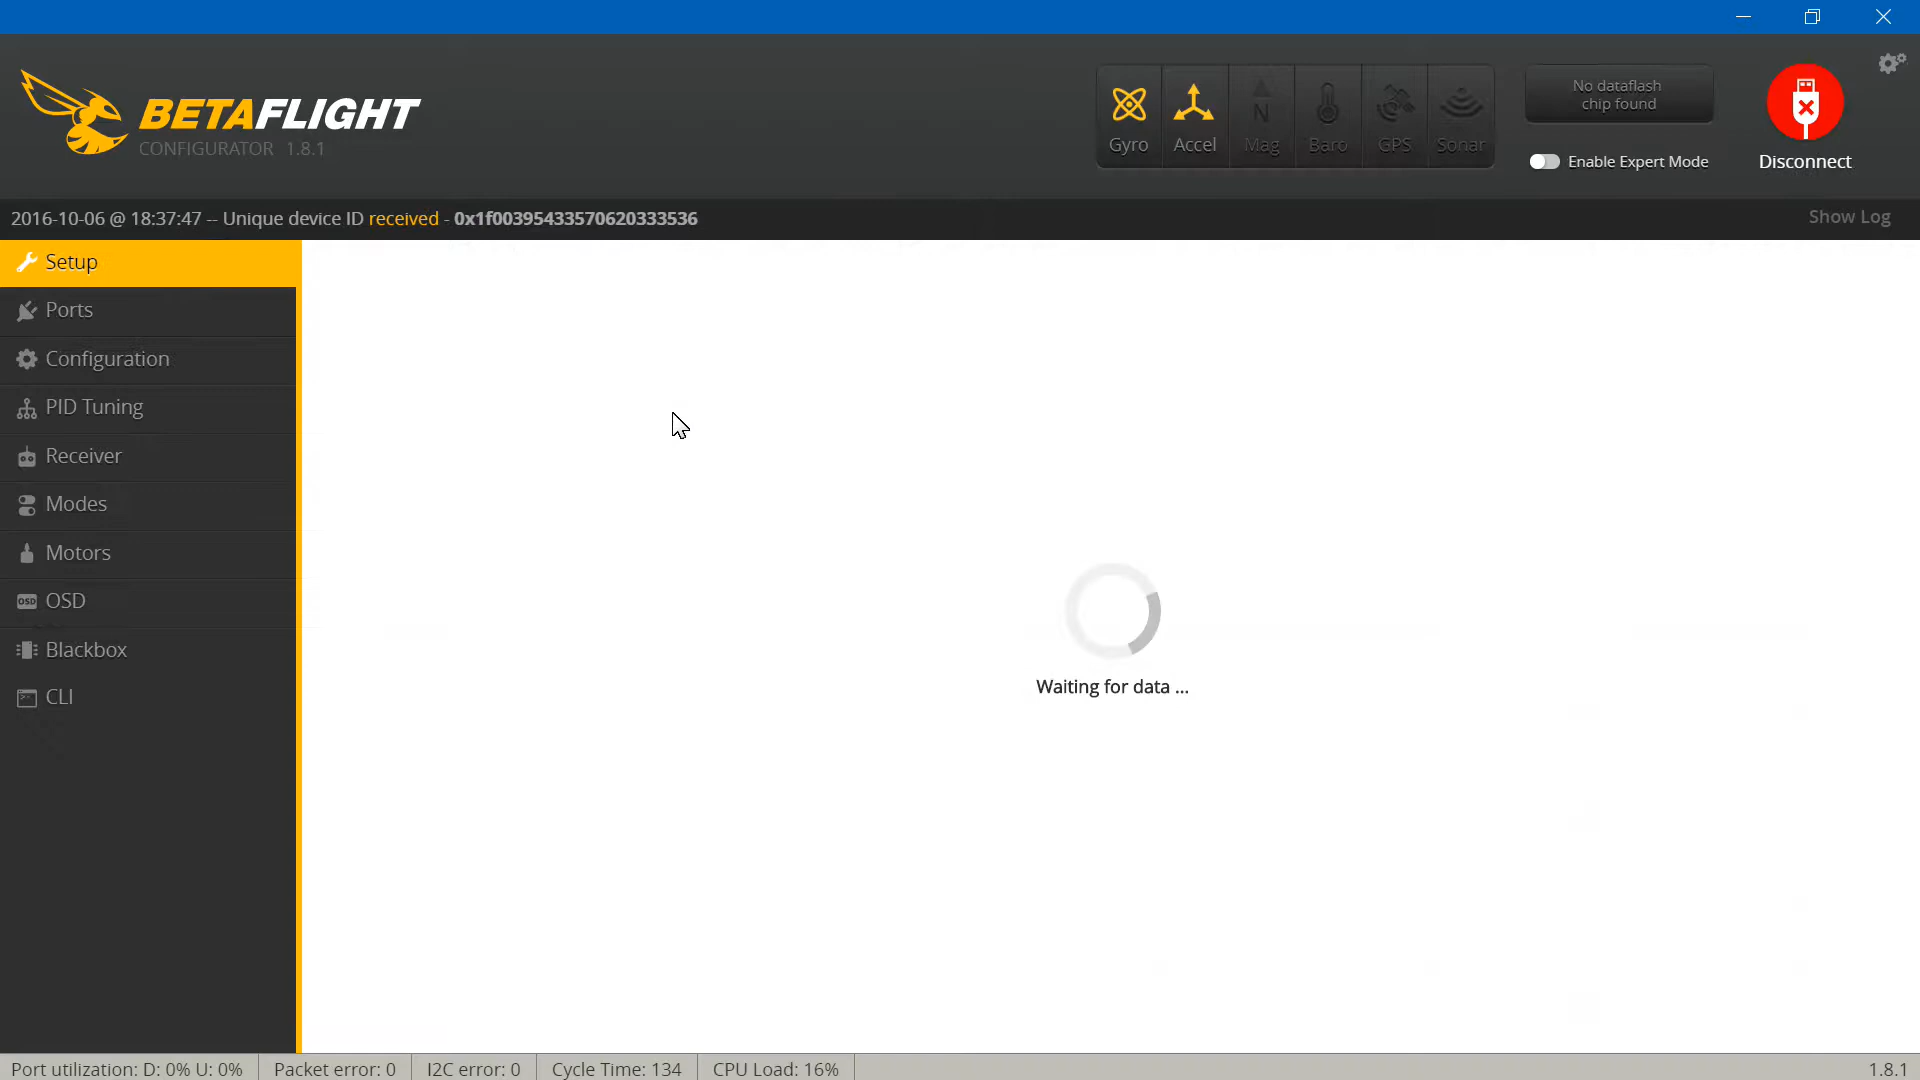 BETAFLIGHT
CONFIGURATOR 1.8.1
Gyro
Accel
N
Mag
Baro
GPS
Sonar
No dataflash
chip found
Enable Expert Mode
Disconnect
2016-10-06 @ 18:37:47 -- Unique device ID received - 0x1f00395433570620333536
Show Log
Setup
Ports
Configuration
PID Tuning
Receiver
Modes
Motors
OSD OSD
Blackbox
CLI
Waiting for data ...
Port utilization: D: 0% U: 0%
Packet error: 0
I2C error: 0
Cycle Time: 134
CPU Load: 16%
1.8.1